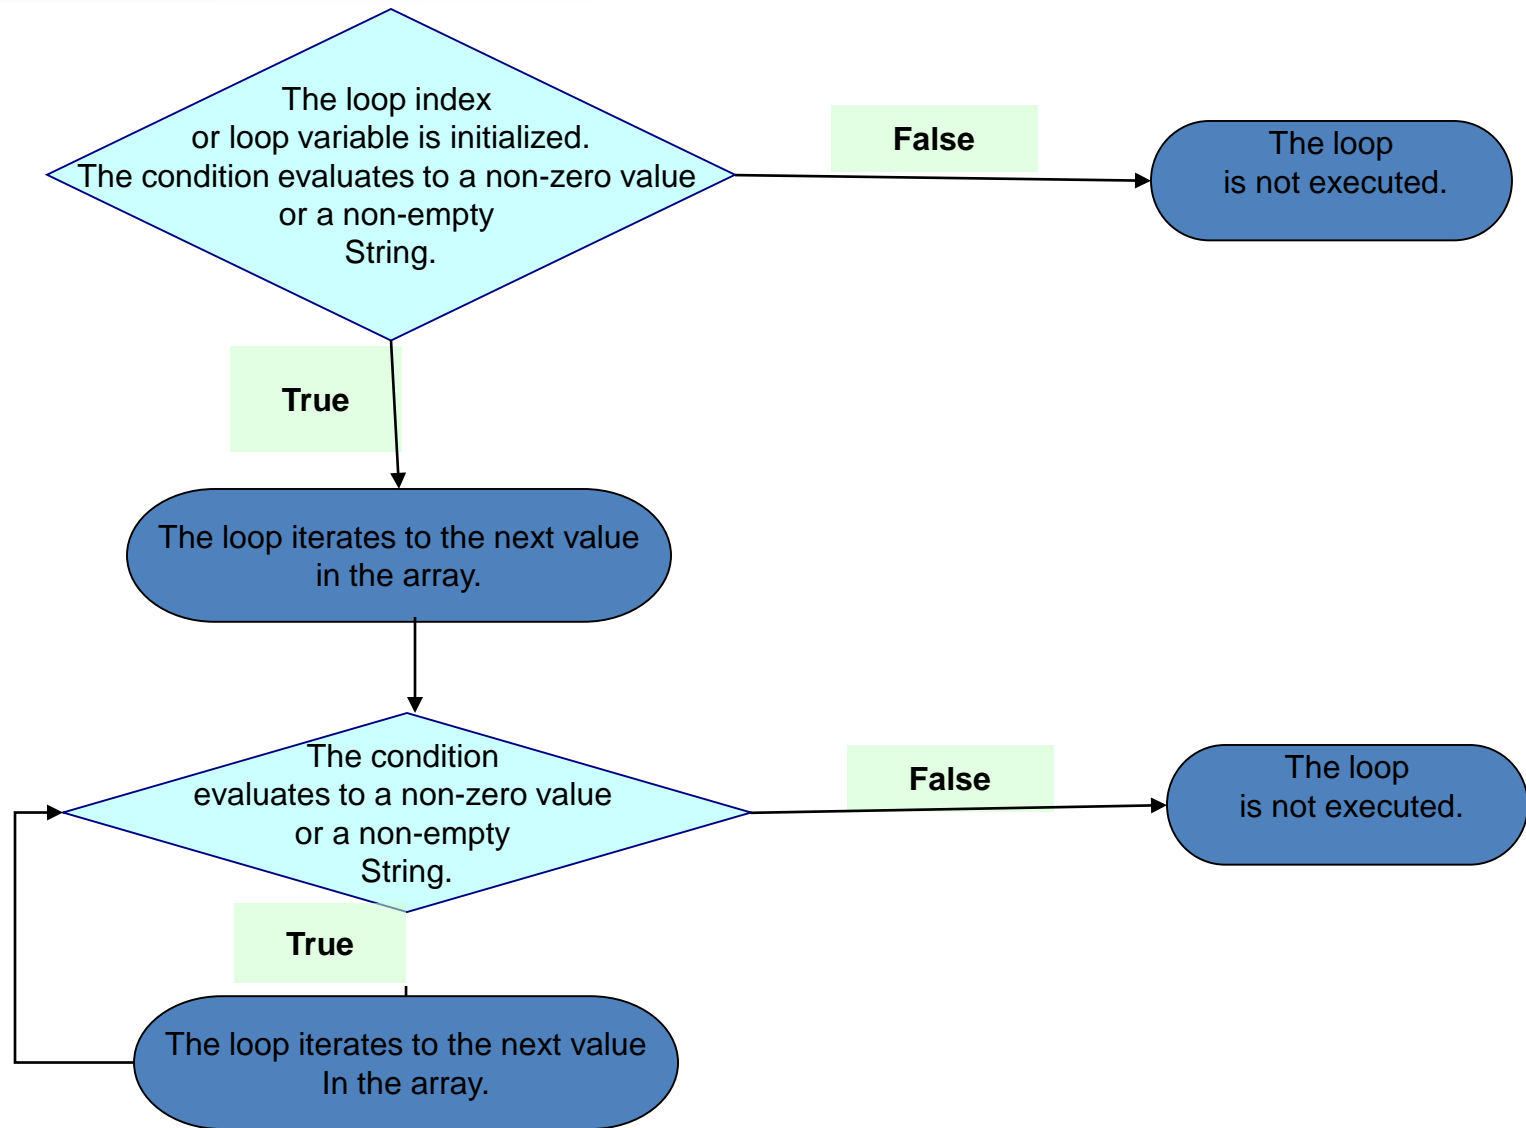 The loop index
or loop variable is initialized.
The condition evaluates to a non-zero value
or a non-empty
String.
False
The loop
is not executed.
True
The loop iterates to the next value
in the array.
The condition
evaluates to a non-zero value
or a non-empty
String.
False
The loop
is not executed.
True
The loop iterates to the next value
In the array.